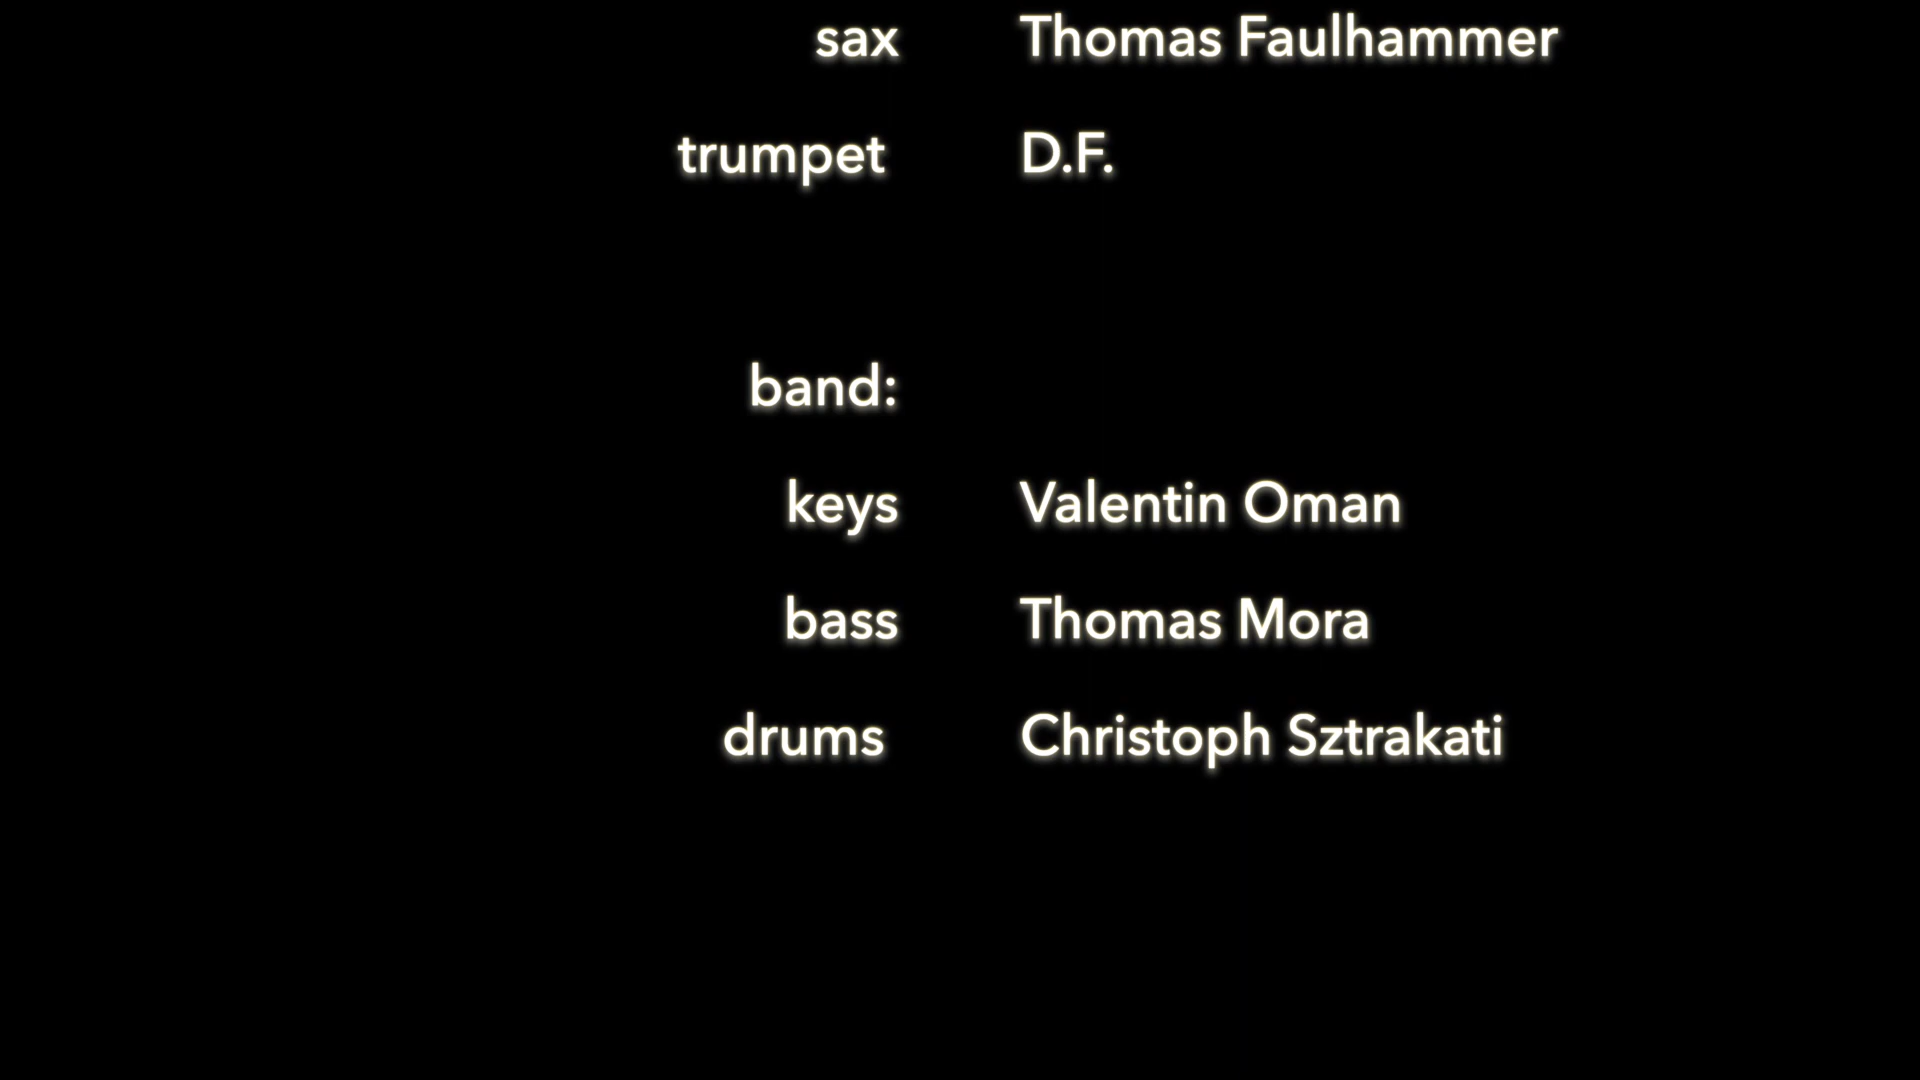 sax Thomas Faulhammer
trumpet D.F.
band:
keys Valentin Oman
bass Thomas Mora
drums Christoph Sztrakati